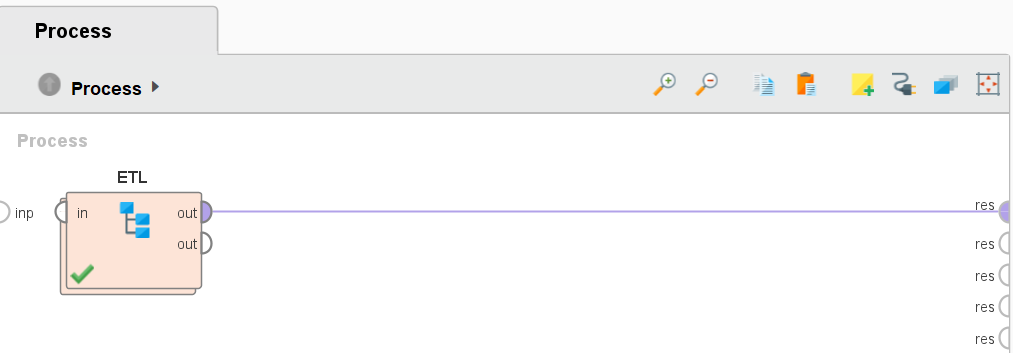 Process
Process
Process
ETL
inp in out res
out res
res
res
res